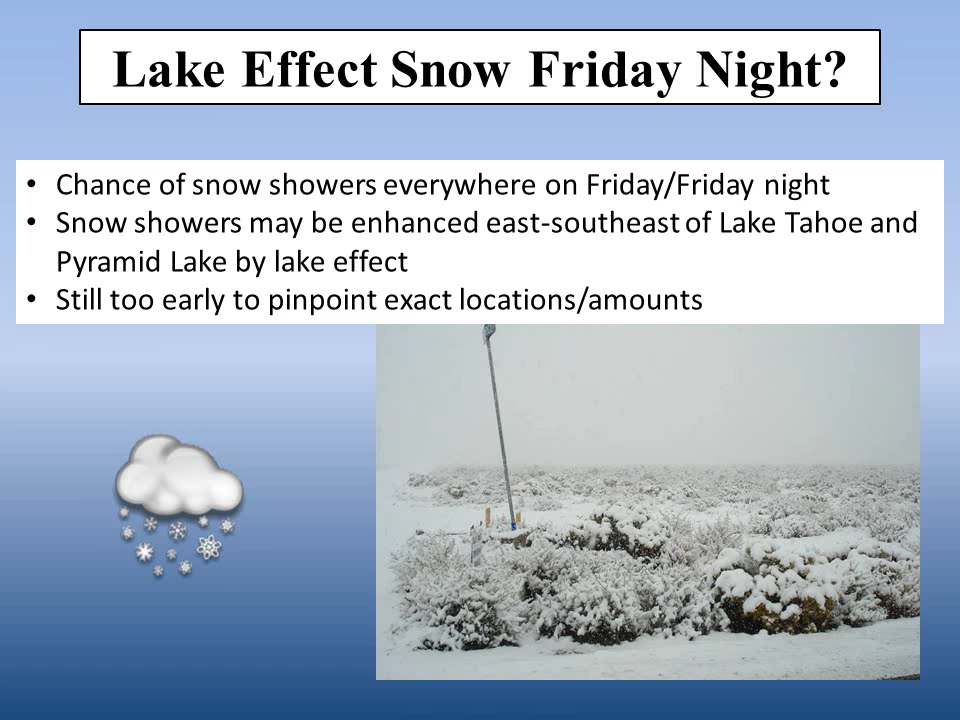 Lake Effect Snow Friday Night?
• Chance of snow showers everywhere on Friday/Friday night
• Snow showers may be enhanced east-southeast of Lake Tahoe and
Pyramid Lake by lake effect
• Still too early to pinpoint exact locations/amounts